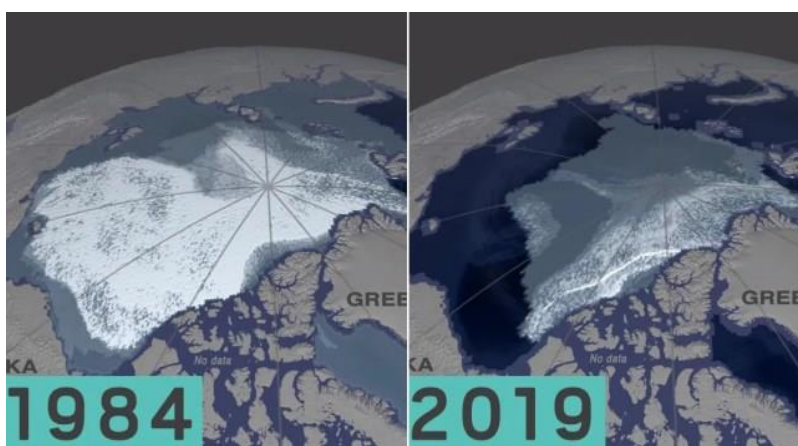 GREE
KA
No data
1984
GREE
KA
No data
2019